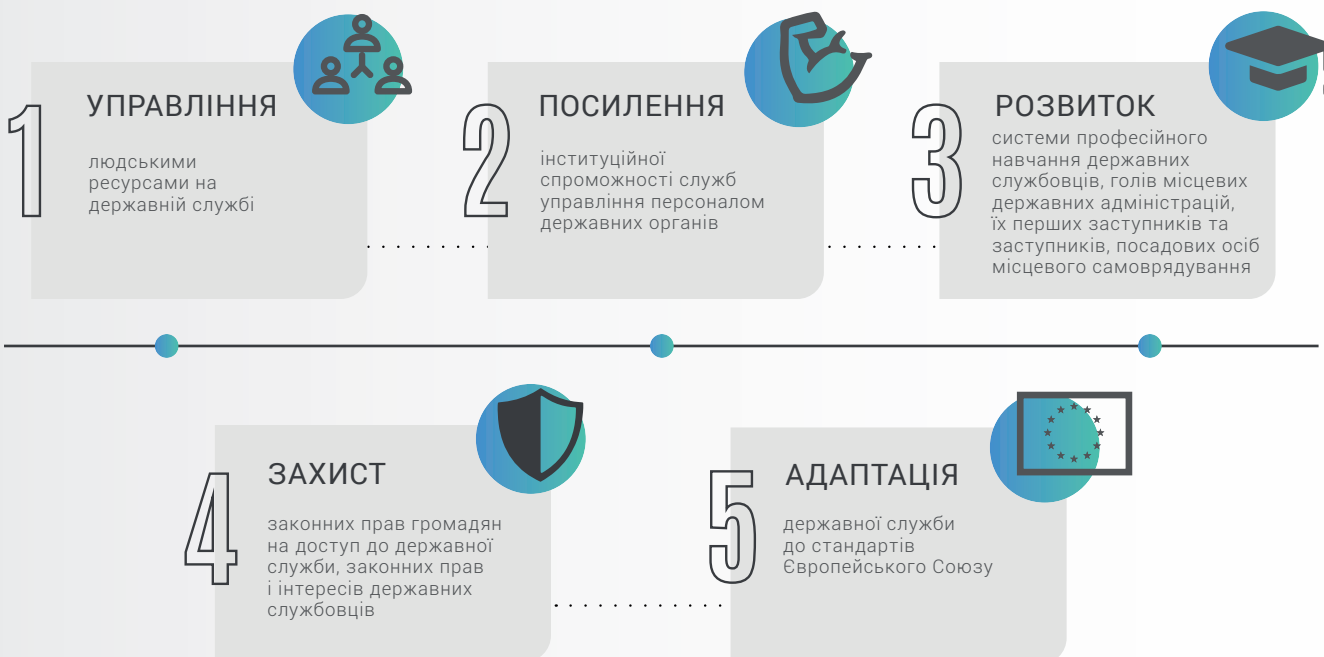 1
УПРАВЛІННЯ
людськими
ресурсами на
державній службі
2
ПОСИЛЕННЯ
інституційної
спроможності служб
управління персоналом
державних органів
3
РОЗВИТОК
системи професійного
навчання державних
службовців, голів місцевих
державних адміністрацій,
їх перших заступників та
заступників, посадових осіб
місцевого самоврядування
4
ЗАХИСТ
законних прав громадян
на доступ до державної
служби, законних прав
і інтересів державних
службовців
5
АДАПТАЦІЯ
державної служби
до стандартів
Європейського Союзу